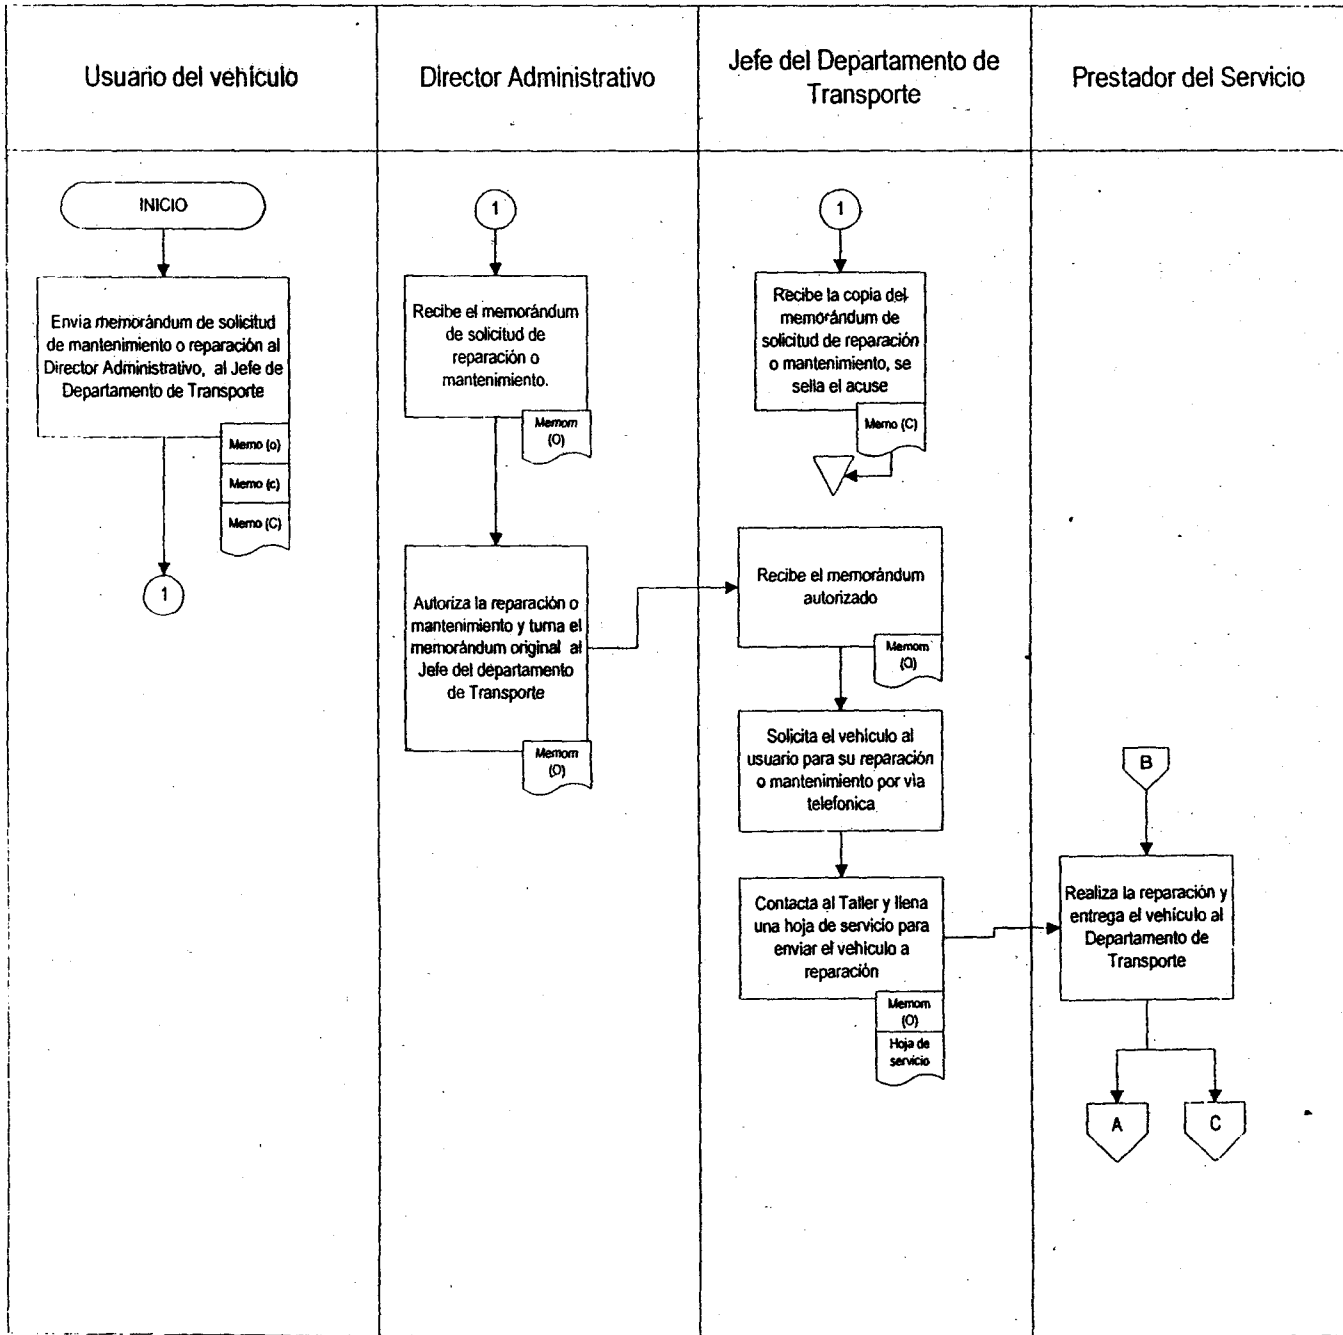 Usuario del vehículo
Director Administrativo
Jefe del Departamento de
Transporte
Prestador del Servicio
INICIO
Envia memorándum de solicitud
de mantenimiento o reparación al
Director Administrativo, al Jefe de
Departamento de Transporte
Memo (o)
Memo (c)
Memo (C)
1
1
Recibe el memorándum
de solicitud de
reparación o
mantenimiento.
Memom
(O)
Autoriza la reparación o
mantenimiento y turna el
memorándum original al
Jefe del departamento
de Transporte
Memom
(O)
1
Recibe la copia del
memorándum de
solicitud de reparación
o mantenimiento, se
sella el acuse
Memo (C)
Recibe el memorándum
autorizado
Memom
(O)
Solicita el vehículo al
usuario para su reparación
o mantenimiento por vía
telefonica
Contacta al Taller y llena
una hoja de servicio para
enviar el vehículo a
reparación
Memom
(O)
Hoja de
servicio
B
Realiza la reparación y
entrega el vehículo al
Departamento de
Transporte
A
C